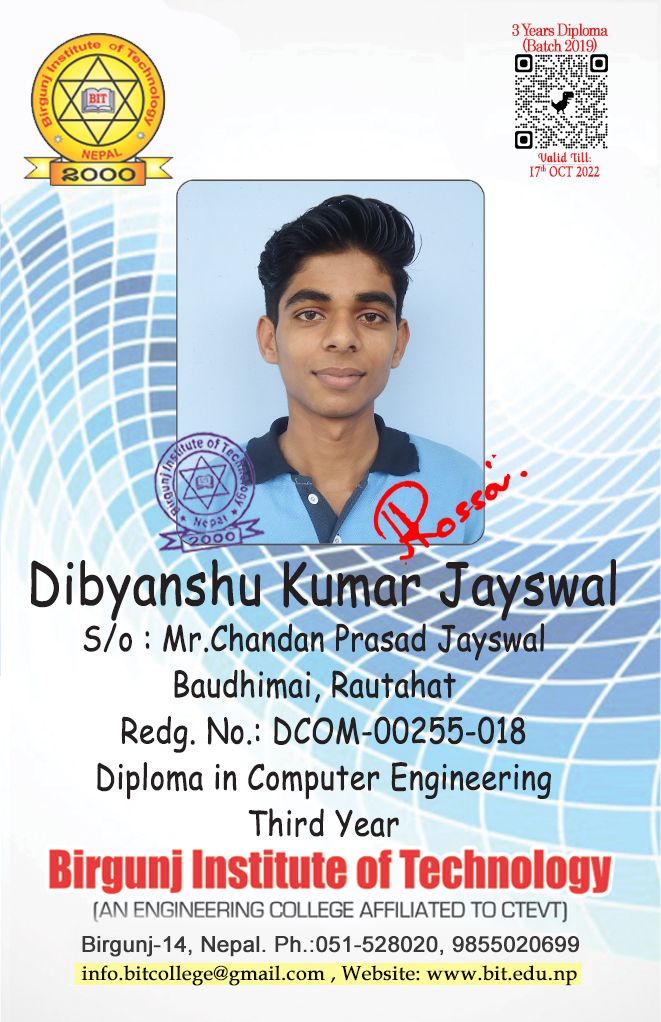 Birgunj Institute of Technology
BIT
NEPAL
2000
3 Years Diploma
(Batch 2019)
Valid Till:
17th OCT 2022
Birgunj Institute of Technology
Nepal
2000
Rossai
Dibyanshu Kumar Jayswal
S/o : Mr.Chandan Prasad Jayswal
Baudhimai, Rautahat
Redg. No.: DCOM-00255-018
Diploma in Computer Engineering
Third Year
Birgunj Institute of Technology
(AN ENGINEERING COLLEGE AFFILIATED TO CTEVT)
Birgunj-14, Nepal. Ph.:051-528020, 9855020699
info.bitcollege@gmail.com , Website: www.bit.edu.np